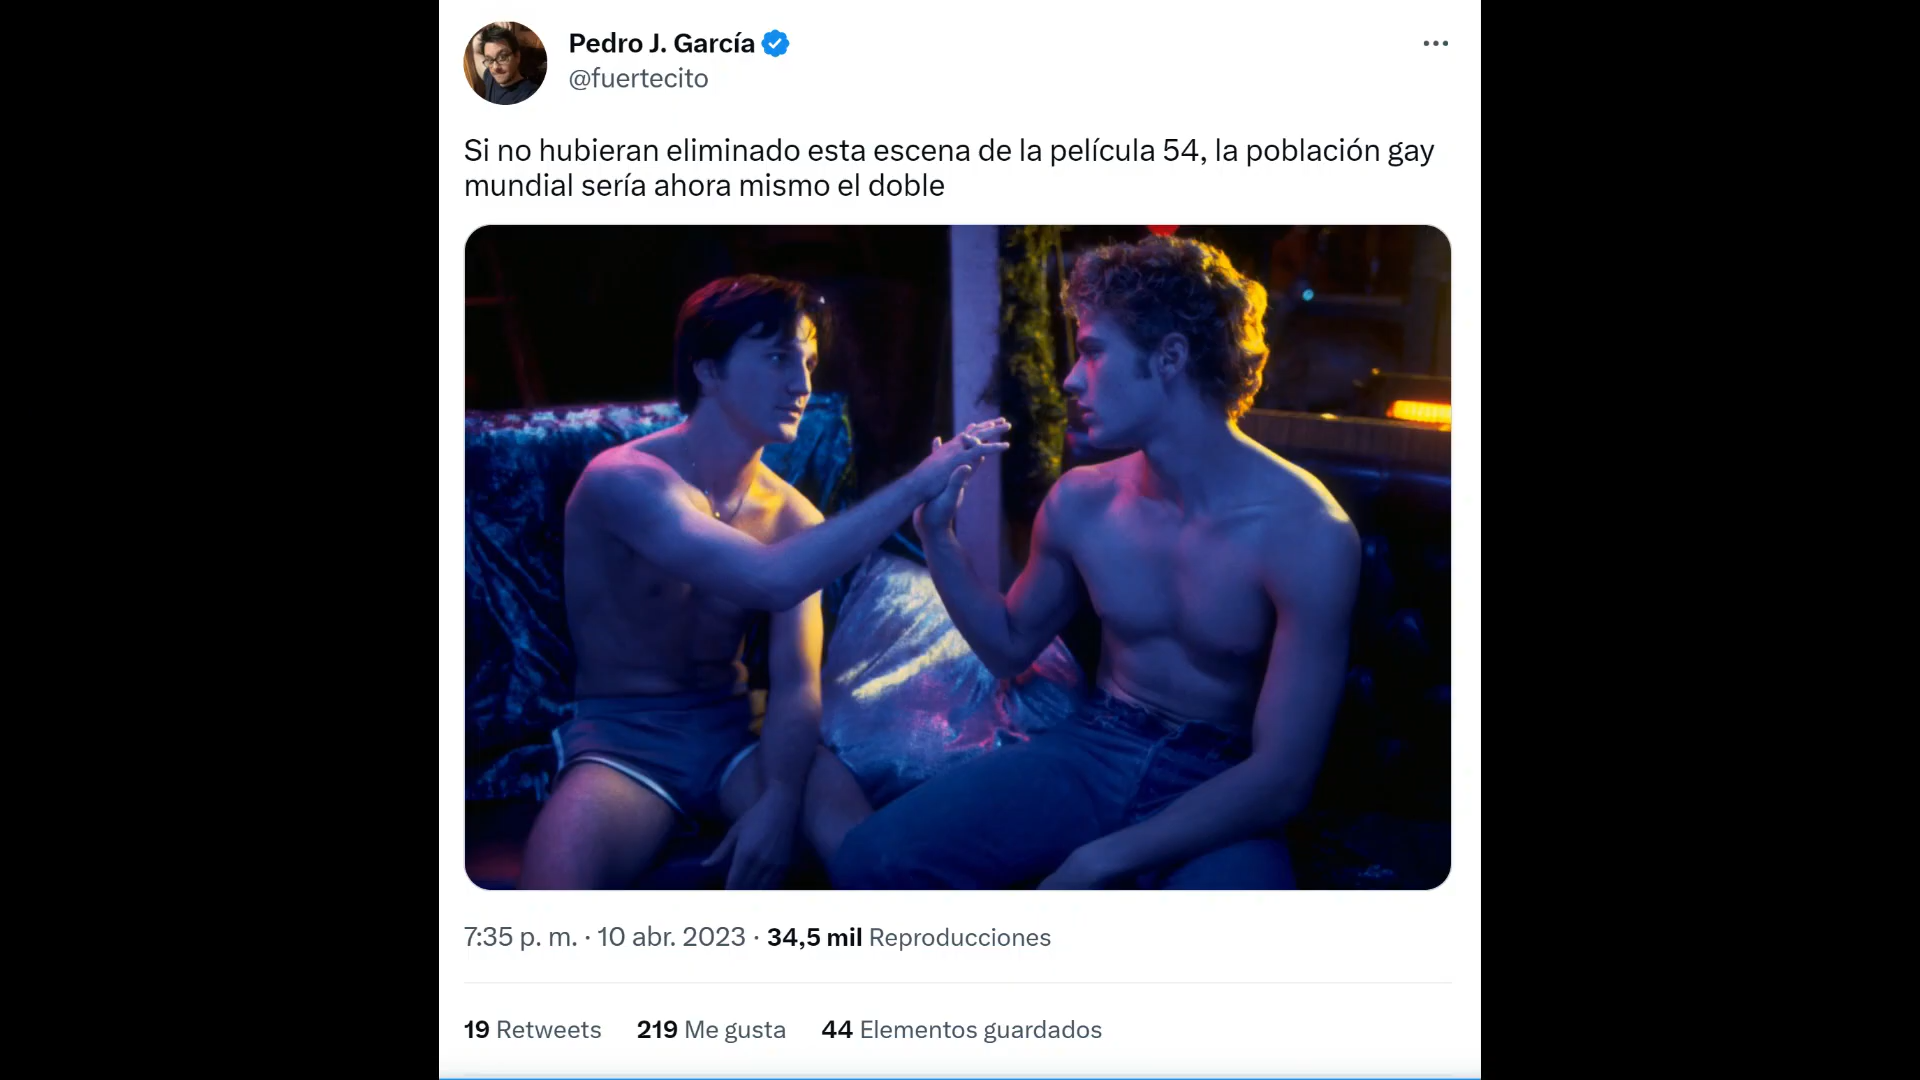 Pedro J. García
@fuertecito
Si no hubieran eliminado esta escena de la película 54, la población gay
mundial sería ahora mismo el doble
7:35 p. m. · 10 abr. 2023 · 34,5 mil Reproducciones
19 Retweets 219 Me gusta 44 Elementos guardados